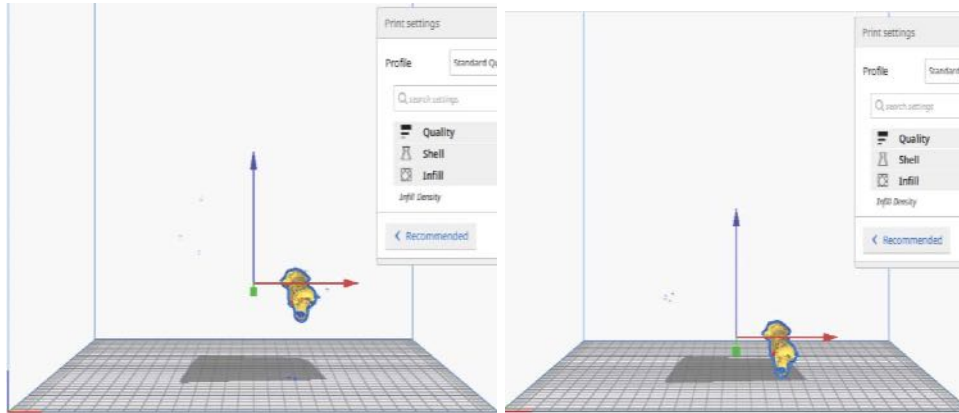 Print settings
Profile
Standard Qu
search settings
Quality
Shell
Infill
Infill Density
Recommended
Print settings
Profile
Standard
search settings
Quality
Shell
Infill
Infill Density
Recommended